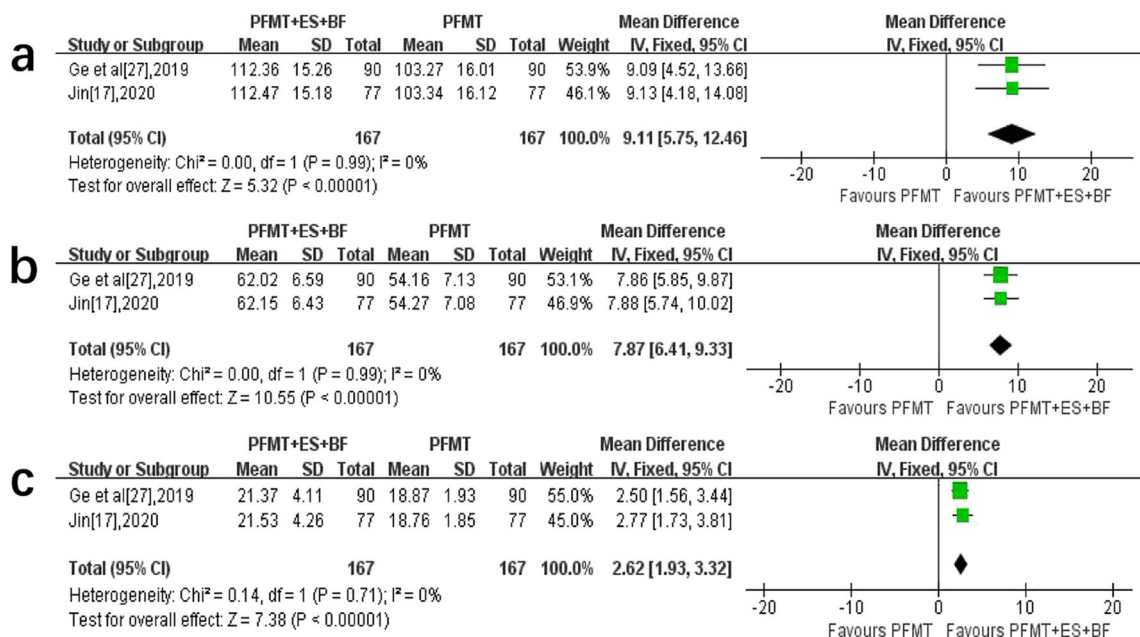 a
PFMT+ES+BF PFMT Mean Difference Mean Difference
Study or Subgroup Mean SD Total Mean SD Total Weight IV, Fixed, 95% CI IV, Fixed, 95% CI
Ge et al[27],2019 112.36 15.26 90 103.27 16.01 90 53.9% 9.09 [4.52, 13.66]
Jin[17],2020 112.47 15.18 77 103.34 16.12 77 46.1% 9.13 [4.18, 14.08]
Total (95% CI) 167 167 100.0% 9.11 [5.75, 12.46]
Heterogeneity: Chi² = 0.00, df = 1 (P = 0.99); I² = 0%
Test for overall effect: Z = 5.32 (P < 0.00001)
-20 -10 0 10 20
Favours PFMT Favours PFMT+ES+BF
b
PFMT+ES+BF PFMT Mean Difference Mean Difference
Study or Subgroup Mean SD Total Mean SD Total Weight IV, Fixed, 95% CI IV, Fixed, 95% CI
Ge et al[27],2019 62.02 6.59 90 54.16 7.13 90 53.1% 7.86 [5.85, 9.87]
Jin[17],2020 62.15 6.43 77 54.27 7.08 77 46.9% 7.88 [5.74, 10.02]
Total (95% CI) 167 167 100.0% 7.87 [6.41, 9.33]
Heterogeneity: Chi² = 0.00, df = 1 (P = 0.99); I² = 0%
Test for overall effect: Z = 10.55 (P < 0.00001)
-20 -10 0 10 20
Favours PFMT Favours PFMT+ES+BF
c
PFMT+ES+BF PFMT Mean Difference Mean Difference
Study or Subgroup Mean SD Total Mean SD Total Weight IV, Fixed, 95% CI IV, Fixed, 95% CI
Ge et al[27],2019 21.37 4.11 90 18.87 1.93 90 55.0% 2.50 [1.56, 3.44]
Jin[17],2020 21.53 4.26 77 18.76 1.85 77 45.0% 2.77 [1.73, 3.81]
Total (95% CI) 167 167 100.0% 2.62 [1.93, 3.32]
Heterogeneity: Chi² = 0.14, df = 1 (P = 0.71); I² = 0%
Test for overall effect: Z = 7.38 (P < 0.00001)
-20 -10 0 10 20
Favours PFMT Favours PFMT+ES+BF